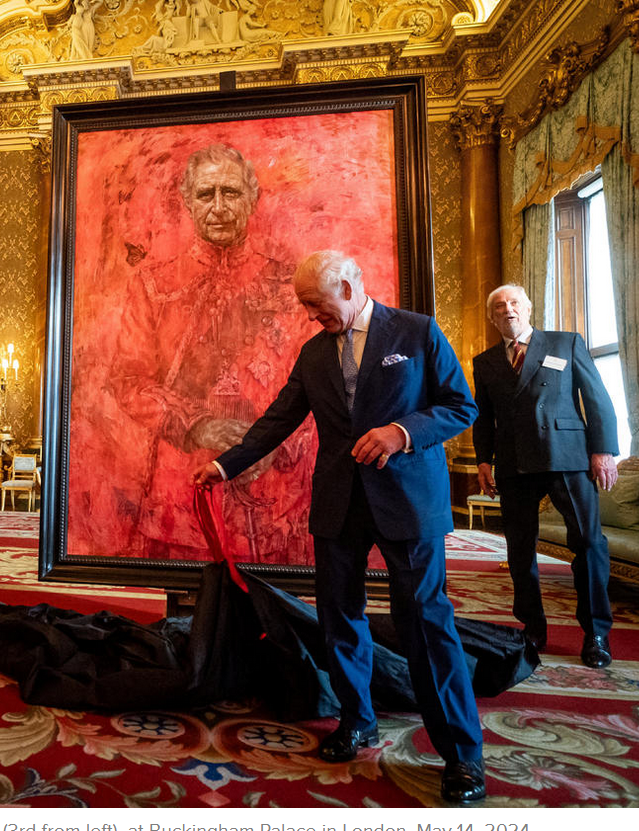 (3rd from left), at Buckingham Palace in London, May 14, 2024